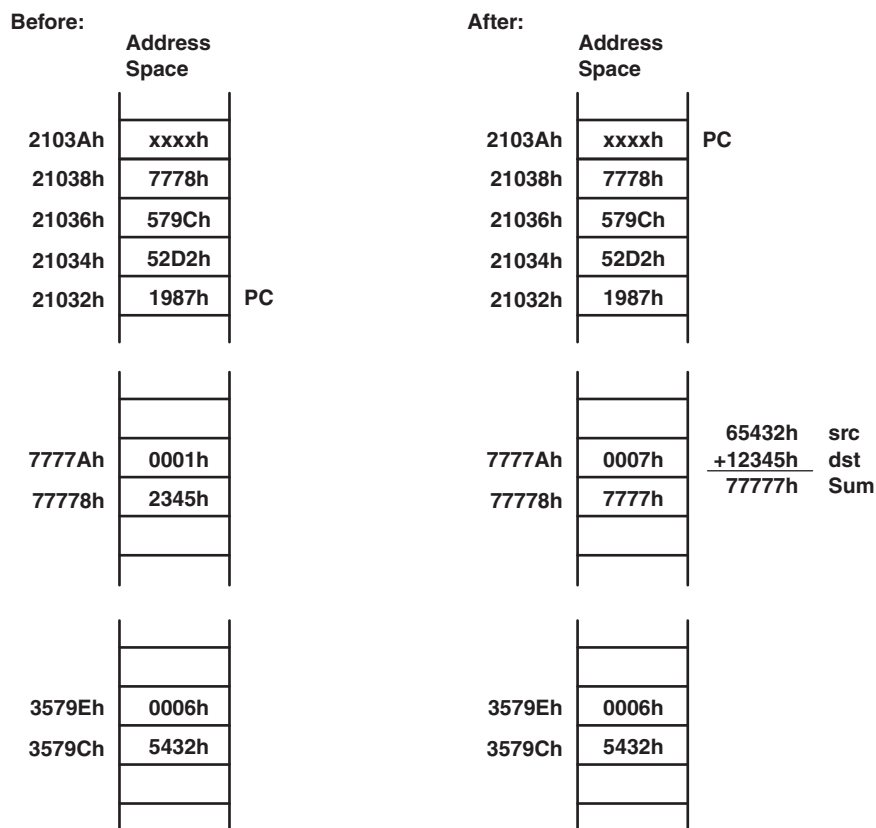 Before:
Address
Space
2103Ah xxxxh
21038h 7778h
21036h 579Ch
21034h 52D2h
21032h 1987h PC
7777Ah 0001h
77778h 2345h
3579Eh 0006h
3579Ch 5432h
After:
Address
Space
2103Ah xxxxh PC
21038h 7778h
21036h 579Ch
21034h 52D2h
21032h 1987h
65432h src
7777Ah 0007h +12345h dst
77778h 7777h 77777h Sum
3579Eh 0006h
3579Ch 5432h